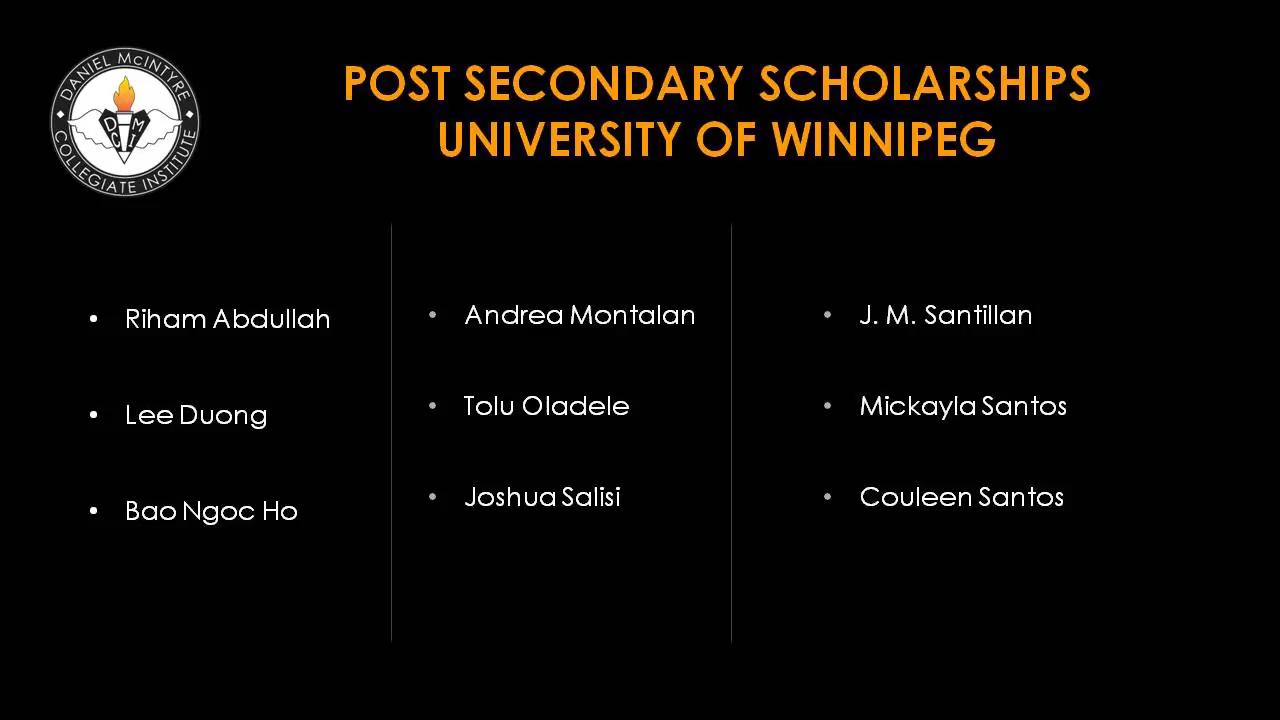 DANIEL McINTYRE
COLLEGIATE INSTITUTE
D M
C I
POST SECONDARY SCHOLARSHIPS
UNIVERSITY OF WINNIPEG
• Riham Abdullah
• Lee Duong
• Bao Ngoc Ho
• Andrea Montalan
• Tolu Oladele
• Joshua Salisi
• J. M. Santillan
• Mickayla Santos
• Couleen Santos